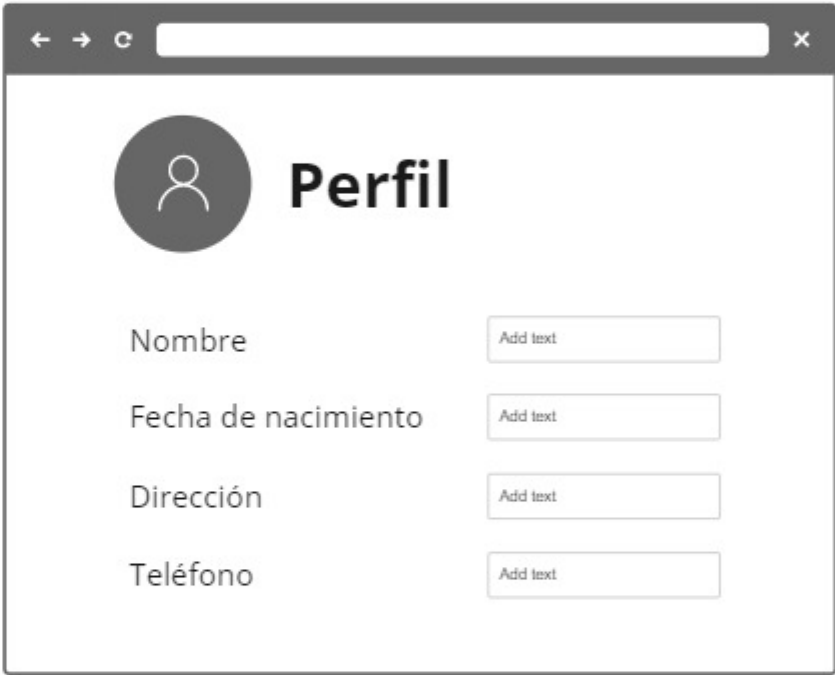 Perfil
Nombre
Add text
Fecha de nacimiento
Add text
Dirección
Add text
Teléfono
Add text